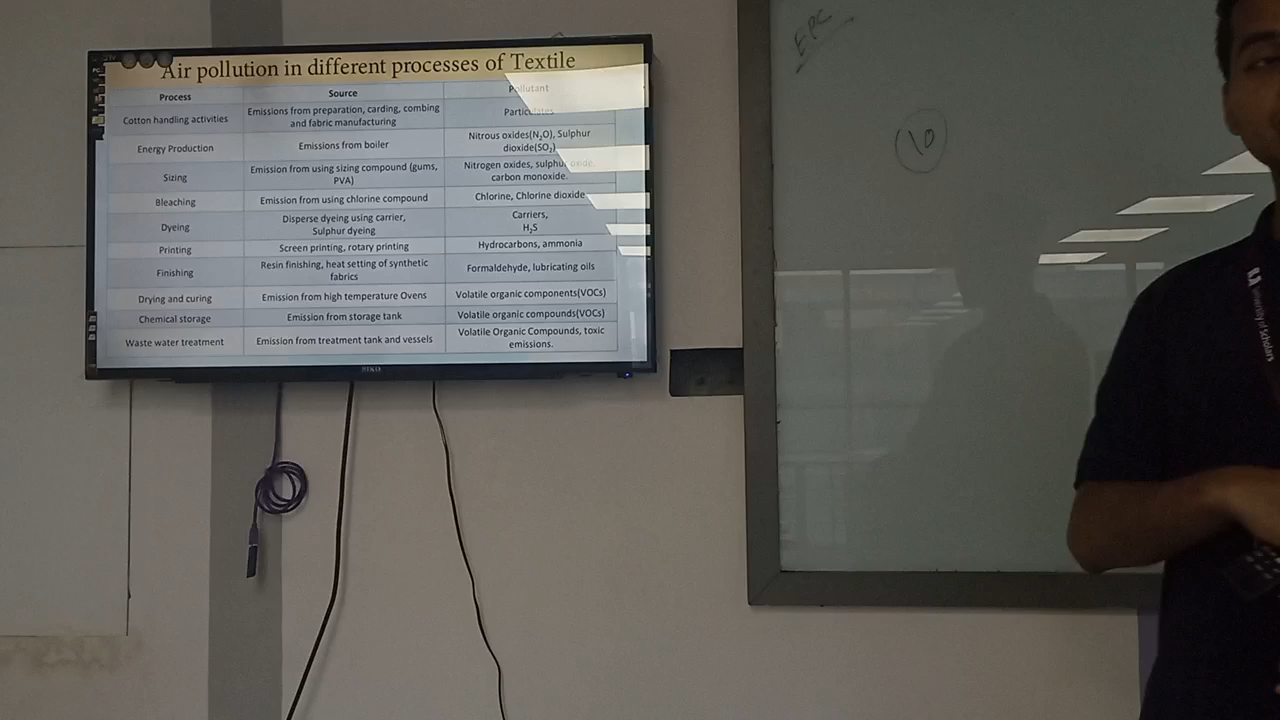 Air pollution in different processes of Textile
Process Source Pollutant
Cotton handling activities Emissions from preparation, carding, combing and fabric manufacturing Particulates
Energy Production Emissions from boiler Nitrous oxides(N₂O), Sulphur dioxide(SO₂)
Sizing Emission from using sizing compound (gums, PVA) Nitrogen oxides, sulphur oxide, carbon monoxide.
Bleaching Emission from using chlorine compound Chlorine, Chlorine dioxide
Dyeing Disperse dyeing using carrier, Sulphur dyeing Carriers, H₂S
Printing Screen printing, rotary printing Hydrocarbons, ammonia
Finishing Resin finishing, heat setting of synthetic fabrics Formaldehyde, lubricating oils
Drying and curing Emission from high temperature Ovens Volatile organic components(VOCs)
Chemical storage Emission from storage tank Volatile organic compounds(VOCs)
Waste water treatment Emission from treatment tank and vessels Volatile Organic Compounds, toxic emissions.
EPC
10
University of Scholars